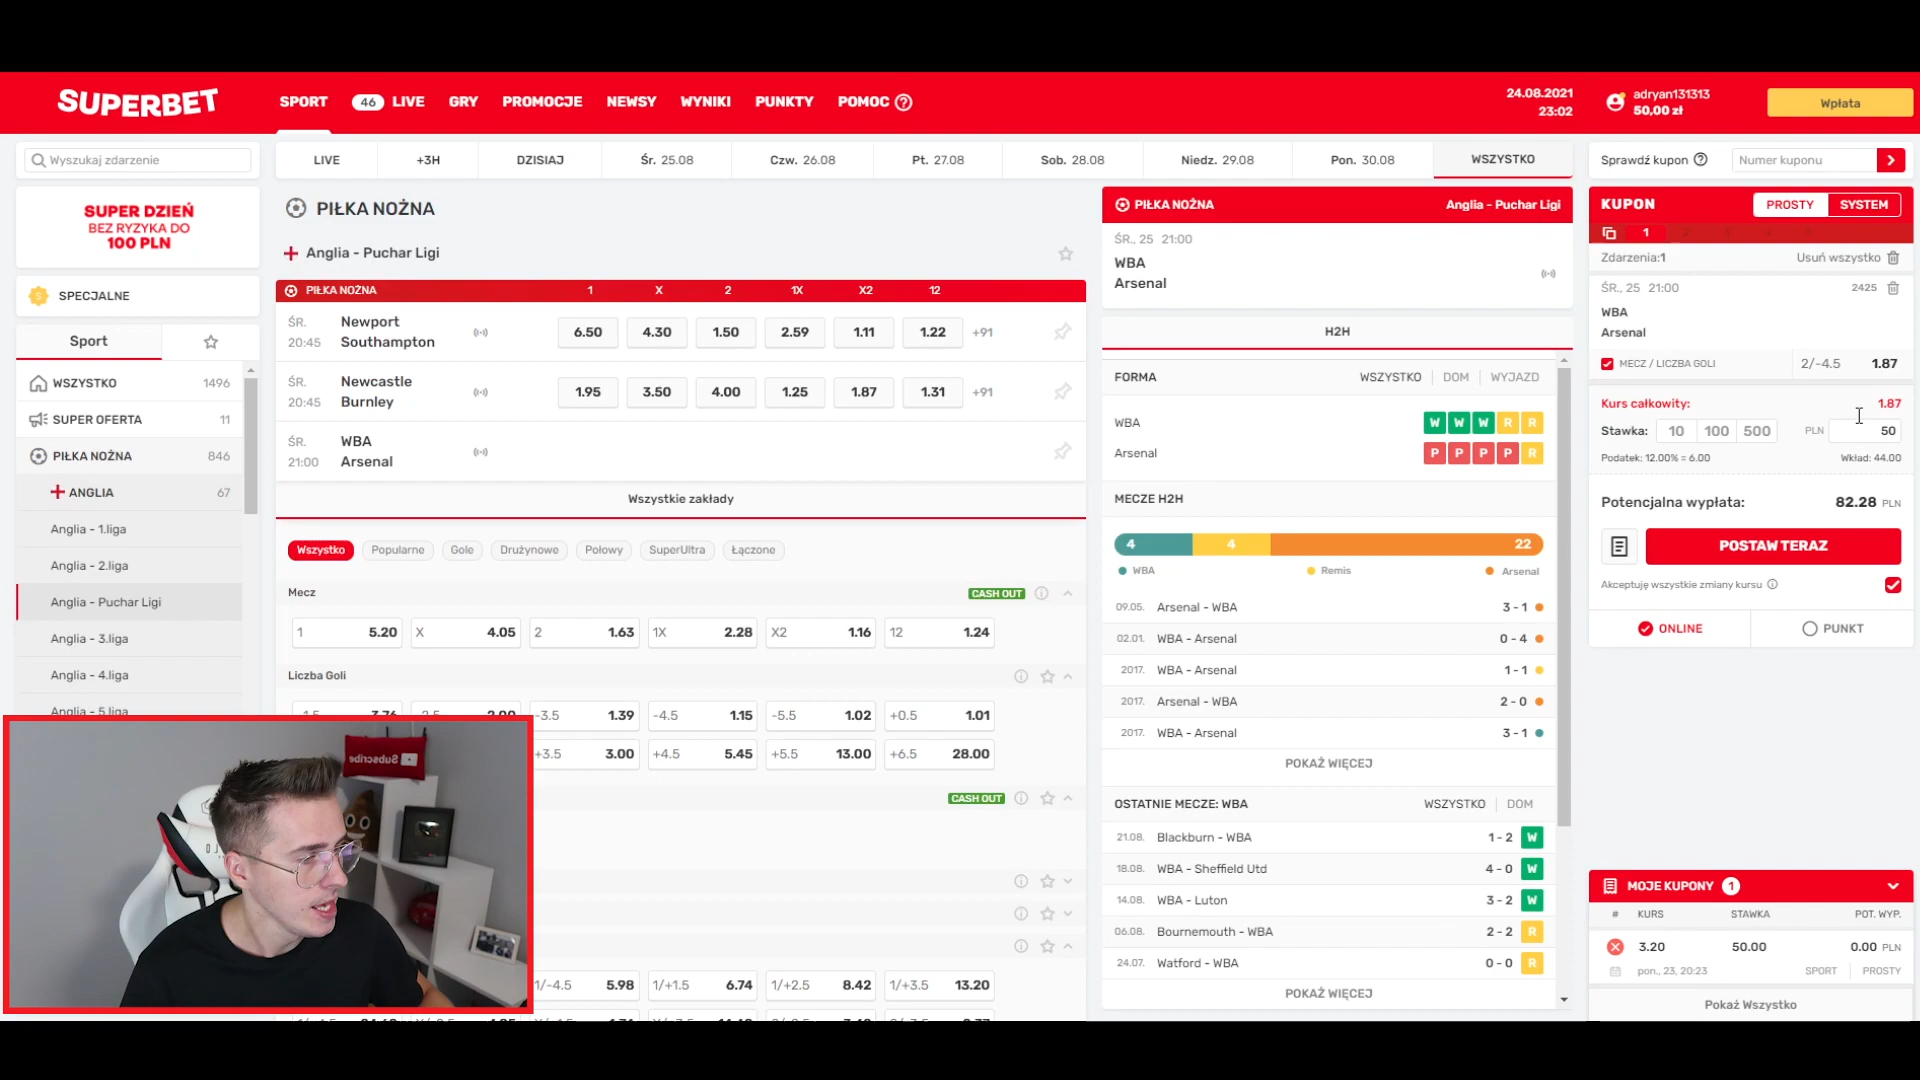 SUPERBET
SPORT
46 LIVE
GRY
PROMOCJE
NEWSY
WYNIKI
PUNKTY
POMOC ?
24.08.2021
23:02
adryan131313
50,00 zł
Wpłata
Wyszukaj zdarzenie
LIVE
+3H
DZISIAJ
Śr. 25.08
Czw. 26.08
Pt. 27.08
Sob. 28.08
Niedz. 29.08
Pon. 30.08
WSZYSTKO
Sprawdź kupon ?
Numer kuponu
SUPER DZIEŃ
BEZ RYZYKA DO
100 PLN
S SPECJALNE
Sport
WSZYSTKO 1496
SUPER OFERTA 11
PIŁKA NOŻNA 846
ANGLIA 67
Anglia - 1.liga
Anglia - 2.liga
Anglia - Puchar Ligi
Anglia - 3.liga
Anglia - 4.liga
Anglia - 5.liga
PIŁKA NOŻNA
Anglia - Puchar Ligi
PIŁKA NOŻNA 1 X 2 1X X2 12
ŚR. Newport
20:45 Southampton
6.50 4.30 1.50 2.59 1.11 1.22 +91
ŚR. Newcastle
20:45 Burnley
1.95 3.50 4.00 1.25 1.87 1.31 +91
ŚR. WBA
21:00 Arsenal
Wszystkie zakłady
Wszystko Popularne Gole Drużynowe Połowy SuperUltra Łączone
Mecz CASH OUT
1 5.20 X 4.05 2 1.63 1X 2.28 X2 1.16 12 1.24
Liczba Goli
-3.5 1.39 -4.5 1.15 -5.5 1.02 +0.5 1.01
+3.5 3.00 +4.5 5.45 +5.5 13.00 +6.5 28.00
CASH OUT
1/-4.5 5.98 1/+1.5 6.74 1/+2.5 8.42 1/+3.5 13.20
Subscribe
PIŁKA NOŻNA Anglia - Puchar Ligi
ŚR., 25 21:00
WBA
Arsenal
H2H
FORMA WSZYSTKO DOM WYJAZD
WBA W W W R R
Arsenal P P P P R
MECZE H2H
4 4 22
WBA Remis Arsenal
09.05. Arsenal - WBA 3 - 1
02.01. WBA - Arsenal 0 - 4
2017. WBA - Arsenal 1 - 1
2017. Arsenal - WBA 2 - 0
2017. WBA - Arsenal 3 - 1
POKAŻ WIĘCEJ
OSTATNIE MECZE: WBA WSZYSTKO DOM
21.08. Blackburn - WBA 1 - 2 W
18.08. WBA - Sheffield Utd 4 - 0 W
14.08. WBA - Luton 3 - 2 W
06.08. Bournemouth - WBA 2 - 2 R
24.07. Watford - WBA 0 - 0 R
POKAŻ WIĘCEJ
KUPON PROSTY SYSTEM
1
Zdarzenia:1 Usuń wszystko
ŚR., 25 21:00 2425
WBA
Arsenal
MECZ / LICZBA GOLI 2/-4.5 1.87
Kurs całkowity: 1.87
Stawka: 10 100 500 PLN 50
Podatek: 12.00% = 6.00 Wkład: 44.00
Potencjalna wypłata: 82.28 PLN
POSTAW TERAZ
Akceptuję wszystkie zmiany kursu
ONLINE PUNKT
MOJE KUPONY 1
# KURS STAWKA POT. WYP.
3.20 50.00 0.00 PLN
pon., 23, 20:23 SPORT PROSTY
Pokaż Wszystko